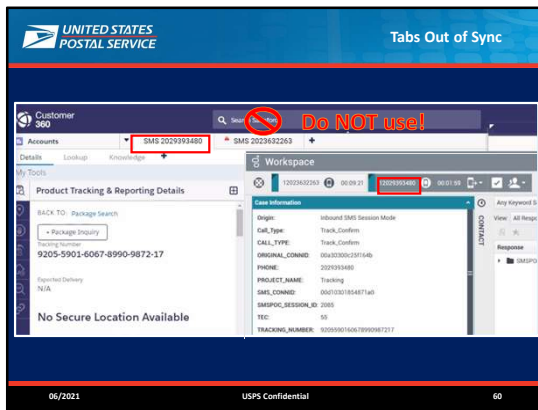 UNITED STATES
POSTAL SERVICE
Tabs Out of Sync
Customer
360
Do NOT use!
Accounts
SMS 2029393480
SMS 2023632263
Details Lookup Knowledge
Workspace
My Tools
12023632263 00:09:21 12029393480 00:01:59
Product Tracking & Reporting Details
Case Information
Any Keyword S
BACK TO: Package Search
Origin: Inbound SMS Session Mode
View All Respo
Call_Type: Track_Confirm
+ Package Inquiry
CALL_TYPE: Track_Confirm
CONTACT
Tracking Number
ORIGINAL_CONNID: 00a30300c25f164b
Response
9205-5901-6067-8990-9872-17
PHONE: 2029393480
SMSPO
PROJECT_NAME: Tracking
Expected Delivery
SMS_CONNID: 00d10301854871a0
N/A
SMSPOC_SESSION_ID: 2085
TEC: 55
No Secure Location Available
TRACKING_NUMBER: 9205590160678990987217
06/2021
USPS Confidential
60